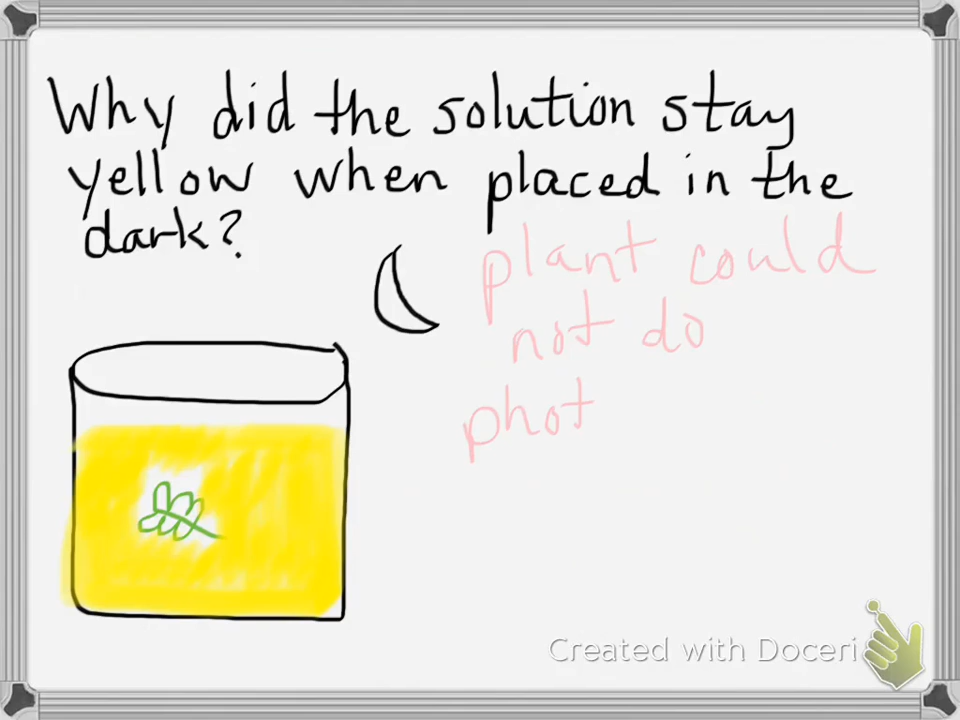 Why did the solution stay
yellow when placed in the
dark?
plant could
not do
phot
Created with Doceri